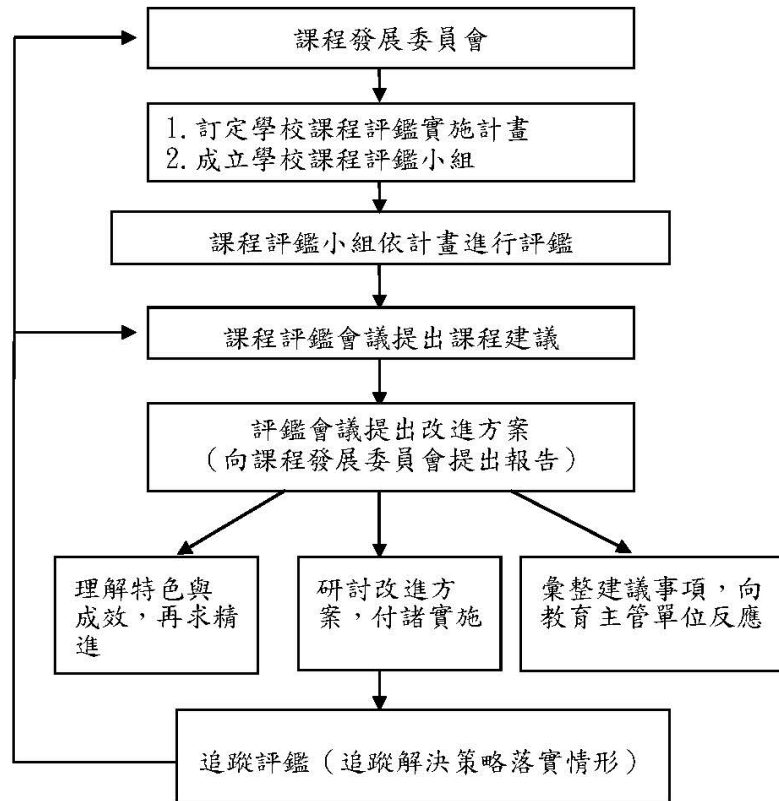 課程發展委員會
1. 訂定學校課程評鑑實施計畫
2. 成立學校課程評鑑小組
課程評鑑小組依計畫進行評鑑
課程評鑑會議提出課程建議
評鑑會議提出改進方案
（向課程發展委員會提出報告）
理解特色與
成效，再求精
進
研討改進方
案，付諸實施
彙整建議事項，向
教育主管單位反應
追蹤評鑑（追蹤解決策略落實情形）